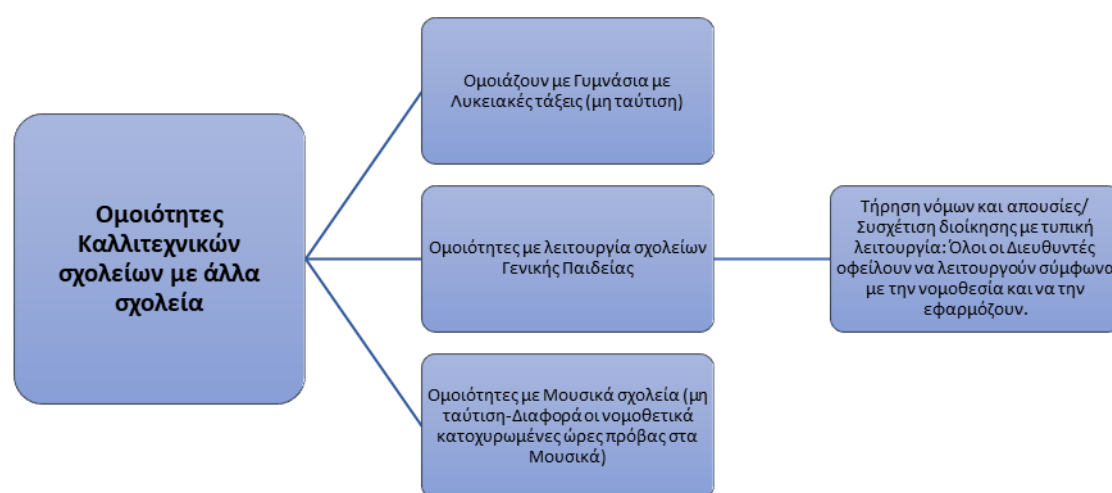 Ομοιότητες
Καλλιτεχνικών
σχολείων με άλλα
σχολεία
Ομοιάζουν με Γυμνάσια με
Λυκειακές τάξεις (μη ταύτιση)
Ομοιότητες με λειτουργία σχολείων
Γενικής Παιδείας
Τήρηση νόμων και απουσίες/
Συσχέτιση διοίκησης με τυπική
λειτουργία: Όλοι οι Διευθυντές
οφείλουν να λειτουργούν σύμφωνα
με την νομοθεσία και να την
εφαρμόζουν.
Ομοιότητες με Μουσικά σχολεία (μη
ταύτιση-Διαφορά οι νομοθετικά
κατοχυρωμένες ώρες πρόβας στα
Μουσικά)